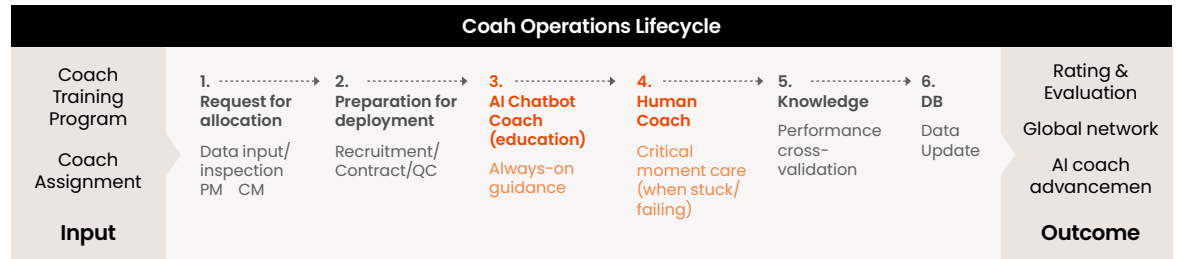 Coah Operations Lifecycle
Coach
Training
Program
Coach
Assignment
Input
1.
Request for
allocation
Data input/
inspection
PM CM
2.
Preparation for
deployment
Recruitment/
Contract/QC
3.
AI Chatbot
Coach
(education)
Always-on
guidance
4.
Human
Coach
Critical
moment care
(when stuck/
failing)
5.
Knowledge
Performance
cross-
validation
6.
DB
Data
Update
Rating &
Evaluation
Global network
AI coach
advancemen
Outcome